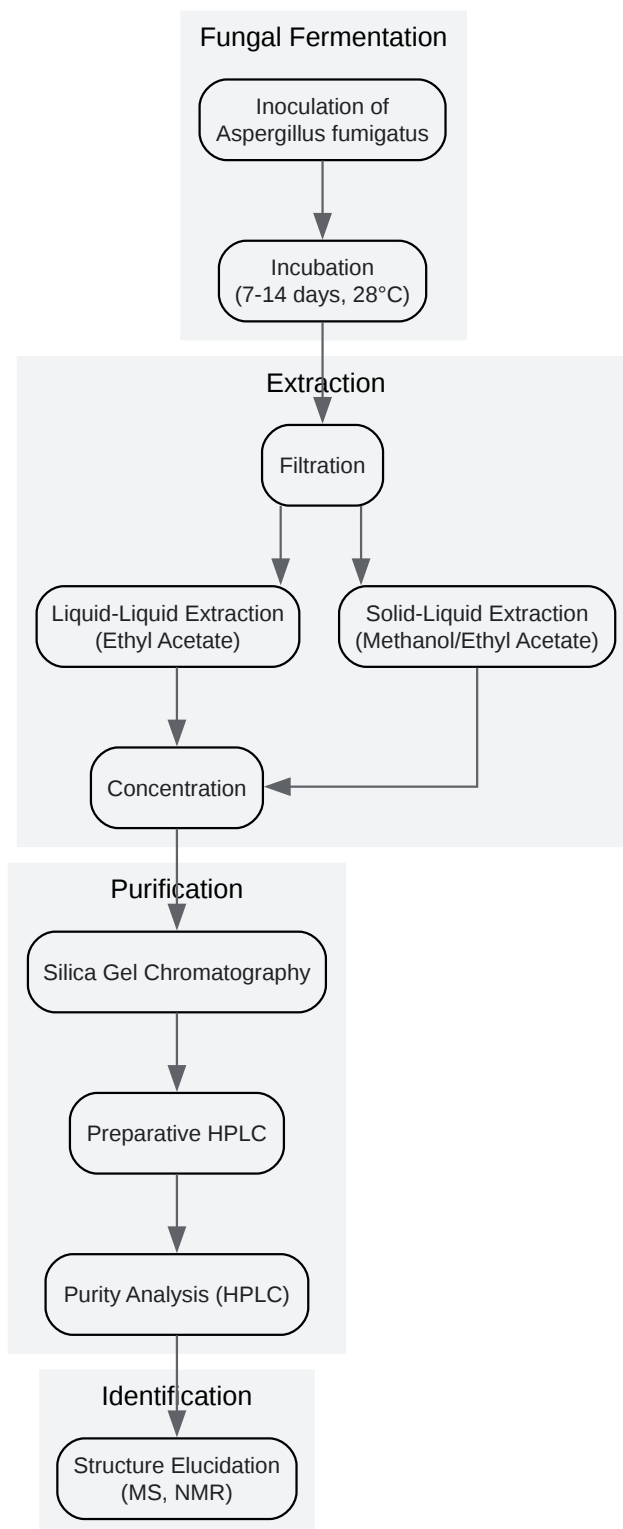 Fungal Fermentation
Inoculation of
Aspergillus fumigatus
Incubation
(7-14 days, 28°C)
Extraction
Filtration
Liquid-Liquid Extraction
(Ethyl Acetate)
Solid-Liquid Extraction
(Methanol/Ethyl Acetate)
Concentration
Purification
Silica Gel Chromatography
Preparative HPLC
Purity Analysis (HPLC)
Identification
Structure Elucidation
(MS, NMR)